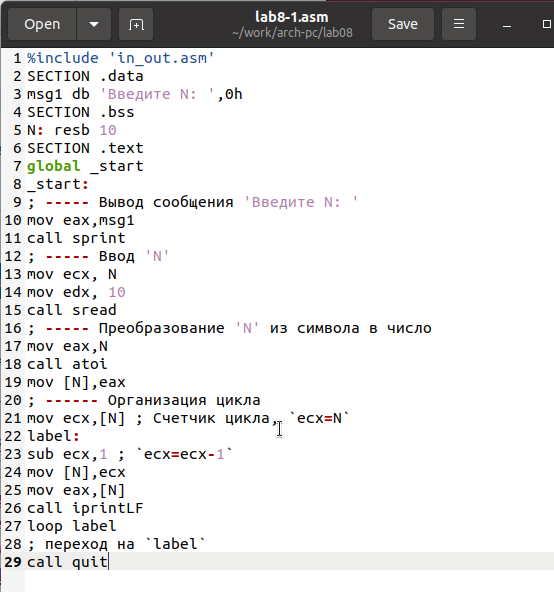 Open
lab8-1.asm
~/work/arch-pc/lab08
Save
1 %include 'in_out.asm'
2 SECTION .data
3 msg1 db 'Введите N: ',0h
4 SECTION .bss
5 N: resb 10
6 SECTION .text
7 global _start
8 _start:
9 ; ----- Вывод сообщения 'Введите N: '
10 mov eax,msg1
11 call sprint
12 ; ----- Ввод 'N'
13 mov ecx, N
14 mov edx, 10
15 call sread
16 ; ----- Преобразование 'N' из символа в число
17 mov eax,N
18 call atoi
19 mov [N],eax
20 ; ------ Организация цикла
21 mov ecx,[N] ; Счетчик цикла, `ecx=N`
22 label:
23 sub ecx,1 ; `ecx=ecx-1`
24 mov [N],ecx
25 mov eax,[N]
26 call iprintLF
27 loop label
28 ; переход на `label`
29 call quit